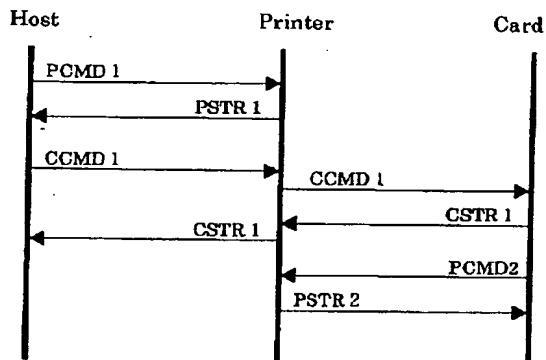 Host Printer Card
PCMD 1
PSTR 1
CCMD 1
CCMD 1
CSTR 1
CSTR 1
PCMD2
PSTR 2